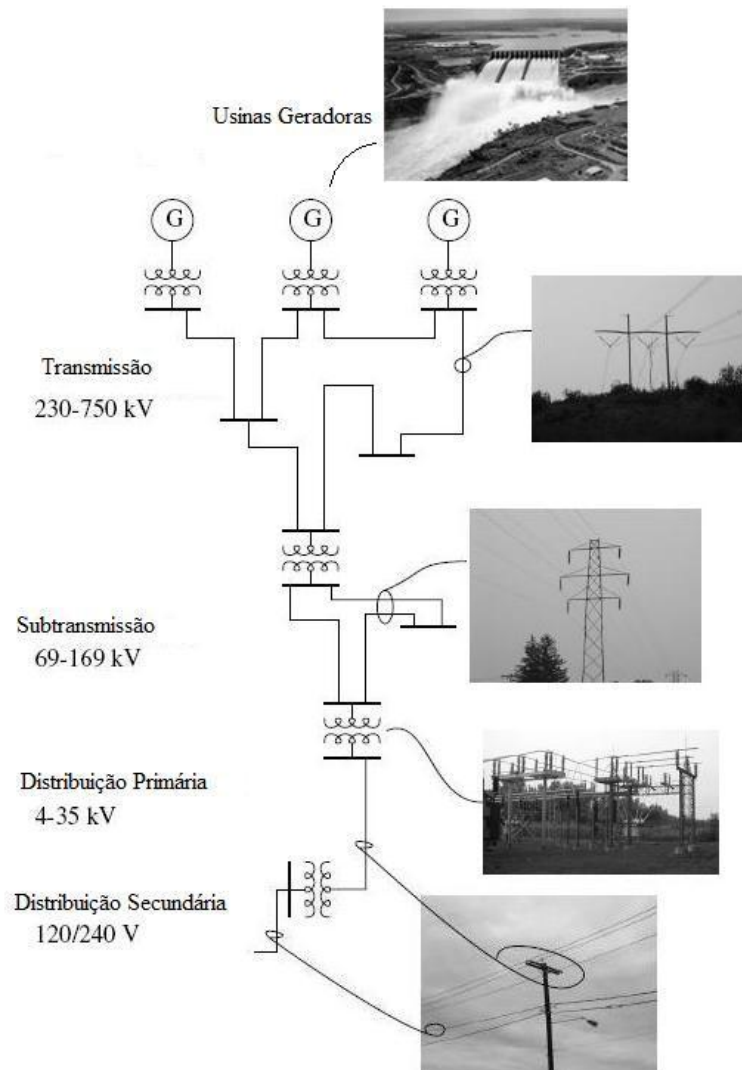 Usinas Geradoras
G G G
Transmissão
230-750 kV
Subtransmissão
69-169 kV
Distribuição Primária
4-35 kV
Distribuição Secundária
120/240 V